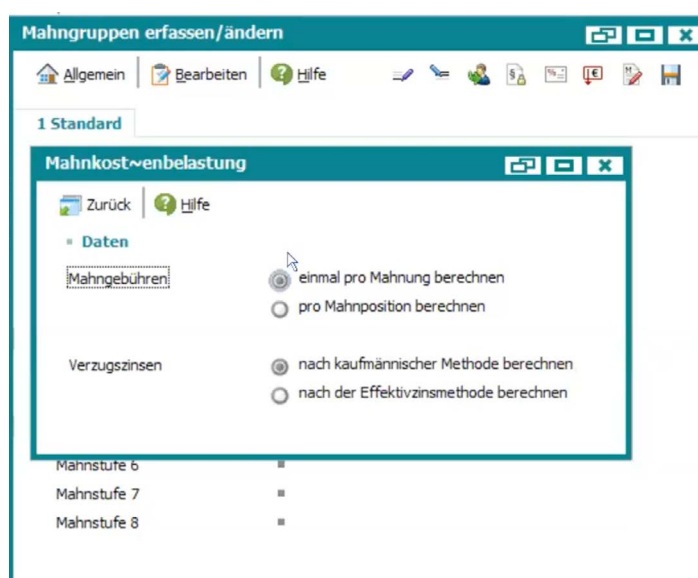 Mahngruppen erfassen/ändern
Allgemein Bearbeiten Hilfe
1 Standard
Mahnkost~enbelastung
Zurück Hilfe
Daten
Mahngebühren einmal pro Mahnung berechnen
pro Mahnposition berechnen
Verzugszinsen nach kaufmännischer Methode berechnen
nach der Effektivzinsmethode berechnen
Mahnstufe 6
Mahnstufe 7
Mahnstufe 8